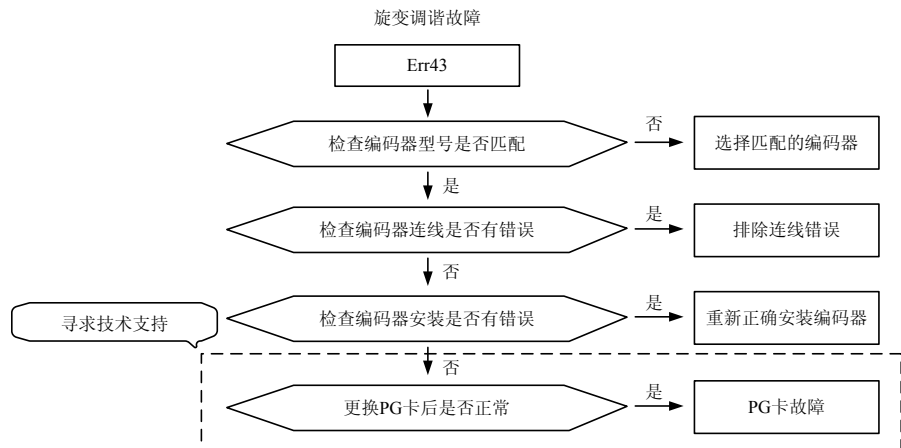 旋变调谐故障
Err43
检查编码器型号是否匹配
否
选择匹配的编码器
是
检查编码器连线是否有错误
是
排除连线错误
否
寻求技术支持
检查编码器安装是否有错误
是
重新正确安装编码器
否
更换PG卡后是否正常
是
PG卡故障